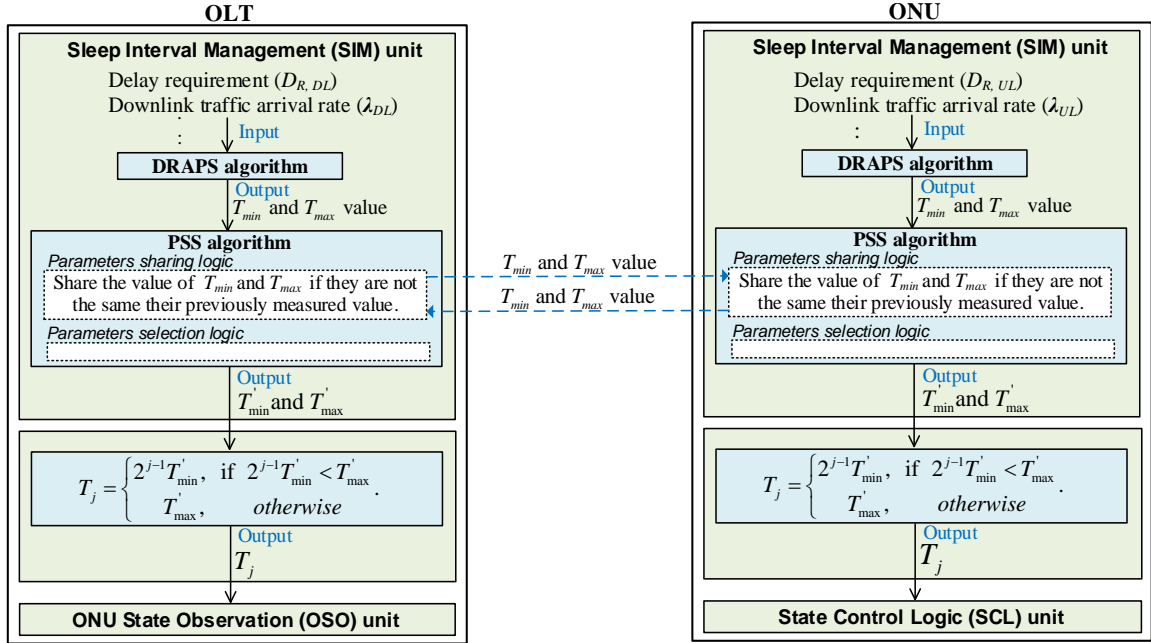 OLT
Sleep Interval Management (SIM) unit
Delay requirement (D_{R, DL})
Downlink traffic arrival rate (λ_{DL})
:
:
Input
DRAPS algorithm
Output
T_{min} and T_{max} value
PSS algorithm
Parameters sharing logic
Share the value of T_{min} and T_{max} if they are not
the same their previously measured value.
Parameters selection logic
Output
T'_{min} and T'_{max}
T_j = { 2^{j-1}T'_{min}, if 2^{j-1}T'_{min} < T'_{max}
T'_{max}, otherwise .
Output
T_j
ONU State Observation (OSO) unit
T_{min} and T_{max} value
T_{min} and T_{max} value
ONU
Sleep Interval Management (SIM) unit
Delay requirement (D_{R, UL})
Downlink traffic arrival rate (λ_{UL})
:
Input
DRAPS algorithm
Output
T_{min} and T_{max} value
PSS algorithm
Parameters sharing logic
Share the value of T_{min} and T_{max} if they are not
the same their previously measured value.
Parameters selection logic
Output
T'_{min} and T'_{max}
T_j = { 2^{j-1}T'_{min}, if 2^{j-1}T'_{min} < T'_{max}
T'_{max}, otherwise .
Output
T_j
State Control Logic (SCL) unit